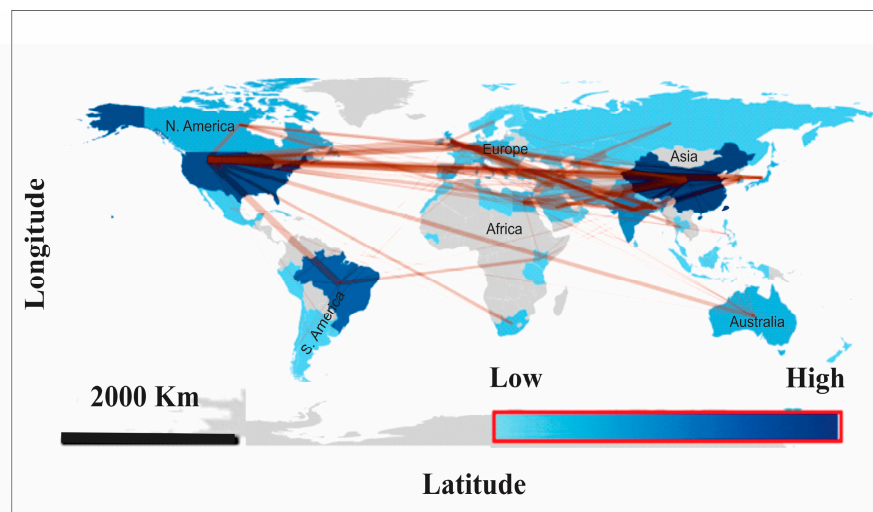 N. America
Europe
Asia
Africa
S. America
Australia
Longitude
2000 Km
Low
High
Latitude